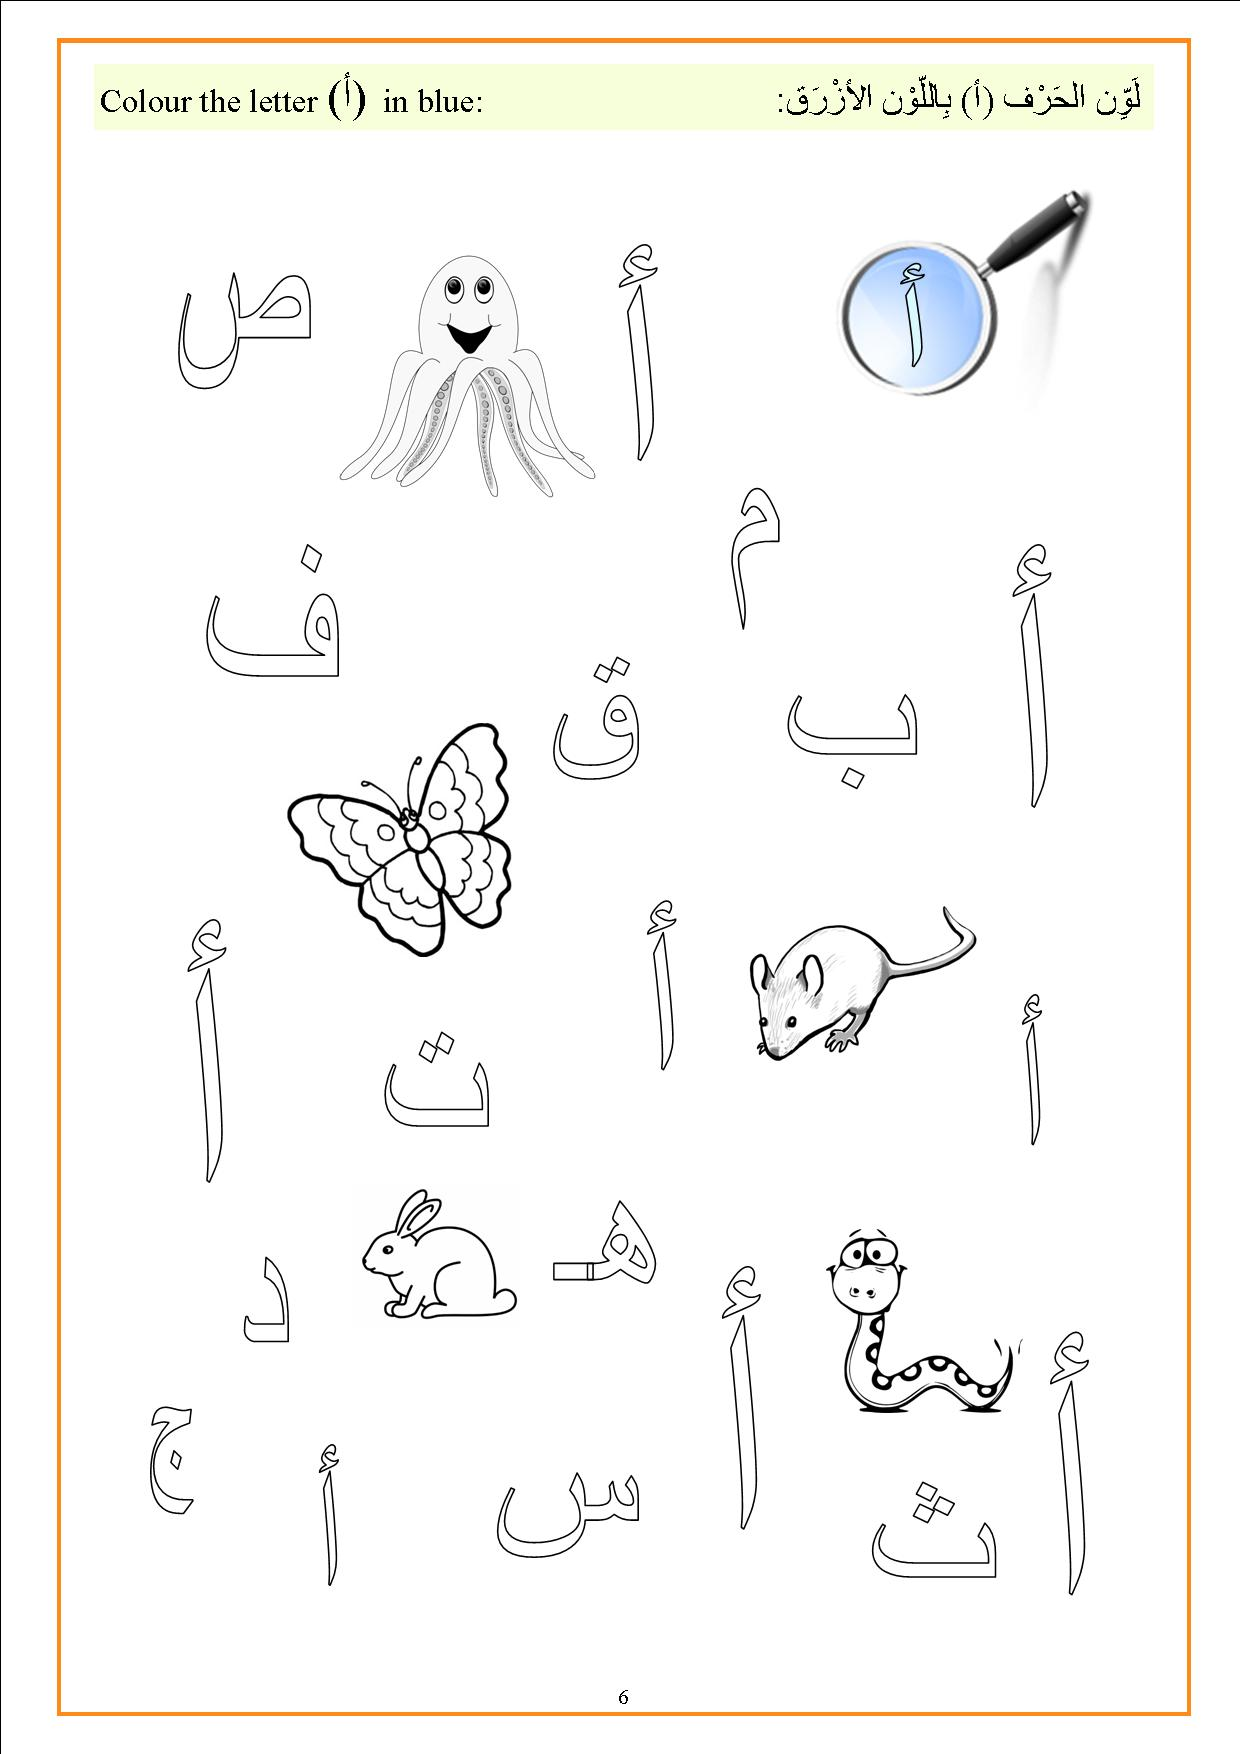 Colour the letter (أ) in blue:
لَوِّن الحَرْف (أ) بِاللّوْن الأزْرَق:
أ
أ
ص
م
أ
ف
ق
ب
أ
أ
أ
ت
هـ
د
أ
أ
ج
أ
س
ث
6